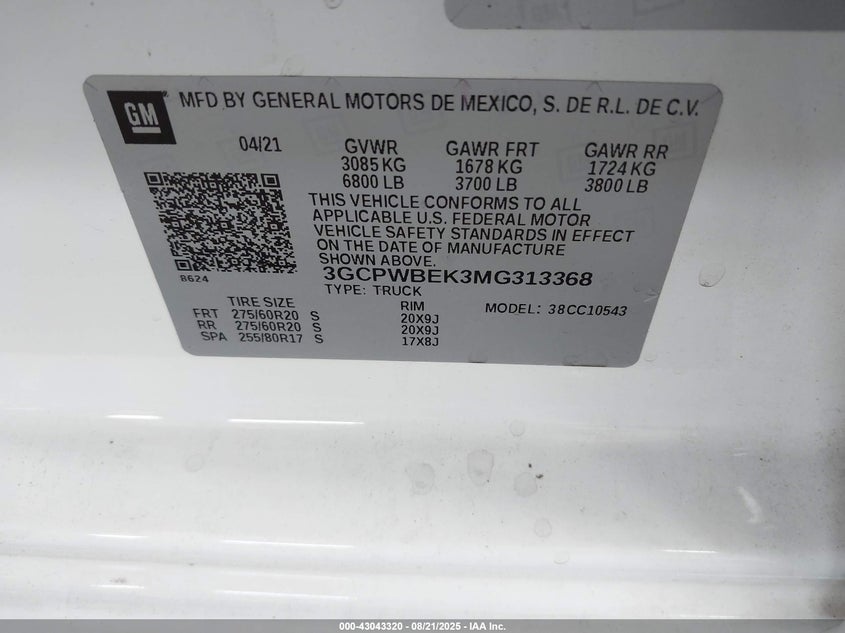 GM
MFD BY GENERAL MOTORS DE MEXICO, S. DE R.L. DE C.V.
04/21 GVWR GAWR FRT GAWR RR
3085 KG 1678 KG 1724 KG
6800 LB 3700 LB 3800 LB
THIS VEHICLE CONFORMS TO ALL
APPLICABLE U.S. FEDERAL MOTOR
VEHICLE SAFETY STANDARDS IN EFFECT
ON THE DATE OF MANUFACTURE
SHOWN ABOVE.
8624
3GCPWBEK3MG313368
TYPE: TRUCK
TIRE SIZE RIM MODEL: 38CC10543
FRT 275/60R20 S 20X9J
RR 275/60R20 S 20X9J
SPA 255/80R17 S 17X8J
000-43043320 - 08/21/2025 - IAA Inc.